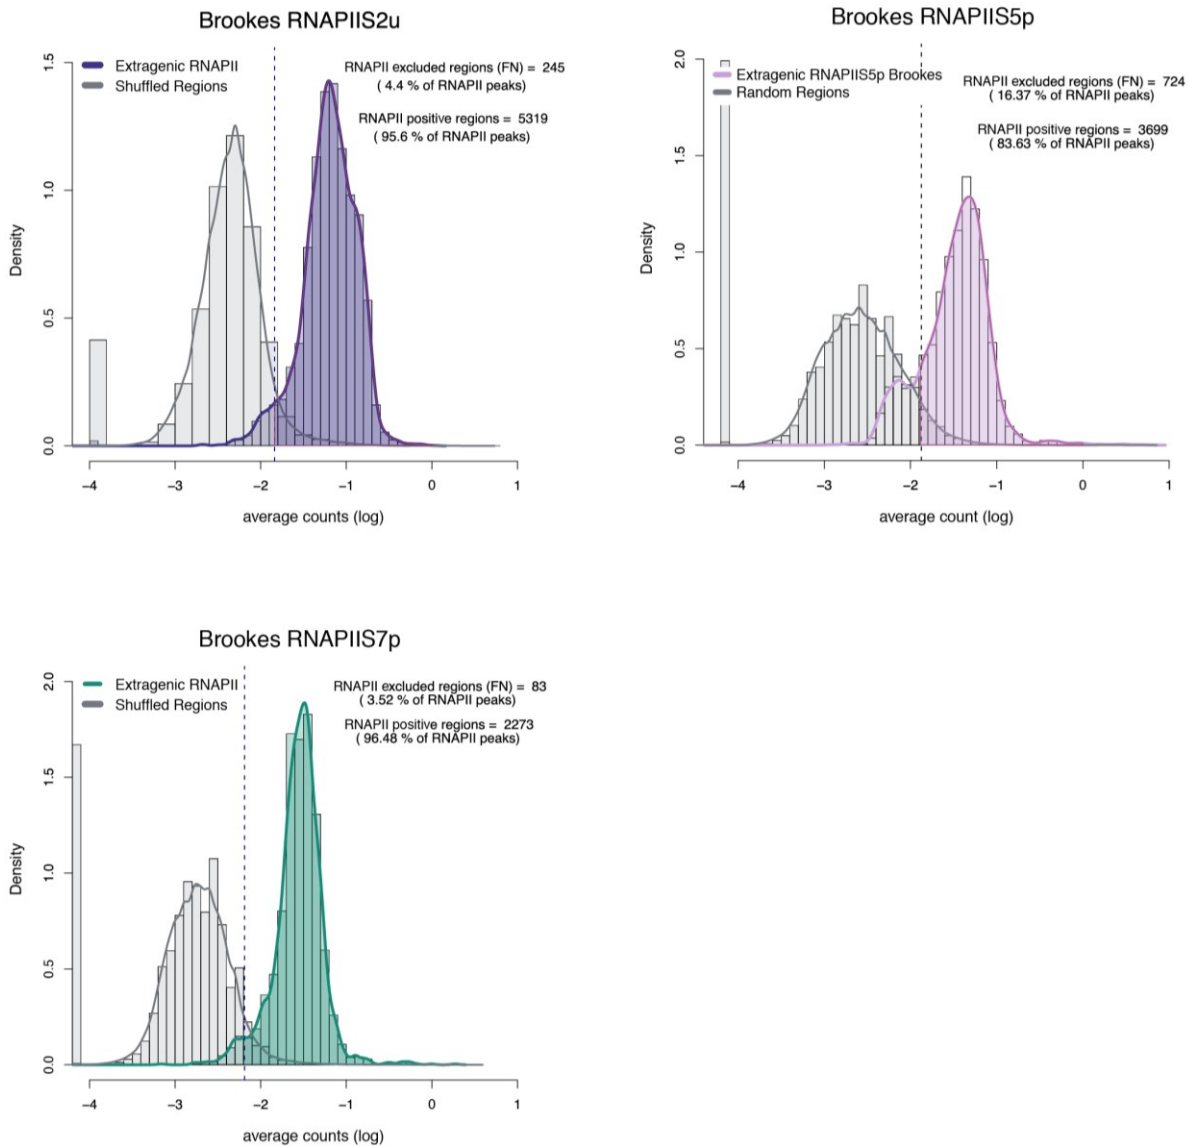 Brookes RNAPIIS2u
Extragenic RNAPII
Shuffled Regions
RNAPII excluded regions (FN) = 245
( 4.4 % of RNAPII peaks)
RNAPII positive regions = 5319
( 95.6 % of RNAPII peaks)
Density
0.0
0.5
1.0
1.5
−4
−3
−2
−1
0
1
average counts (log)
Brookes RNAPIIS5p
Extragenic RNAPIIS5p Brookes
Random Regions
RNAPII excluded regions (FN) = 724
( 16.37 % of RNAPII peaks)
RNAPII positive regions = 3699
( 83.63 % of RNAPII peaks)
Density
0.0
0.5
1.0
1.5
2.0
−4
−3
−2
−1
0
1
average count (log)
Brookes RNAPIIS7p
Extragenic RNAPII
Shuffled Regions
RNAPII excluded regions (FN) = 83
( 3.52 % of RNAPII peaks)
RNAPII positive regions = 2273
( 96.48 % of RNAPII peaks)
Density
0.0
0.5
1.0
1.5
2.0
−4
−3
−2
−1
0
1
average counts (log)